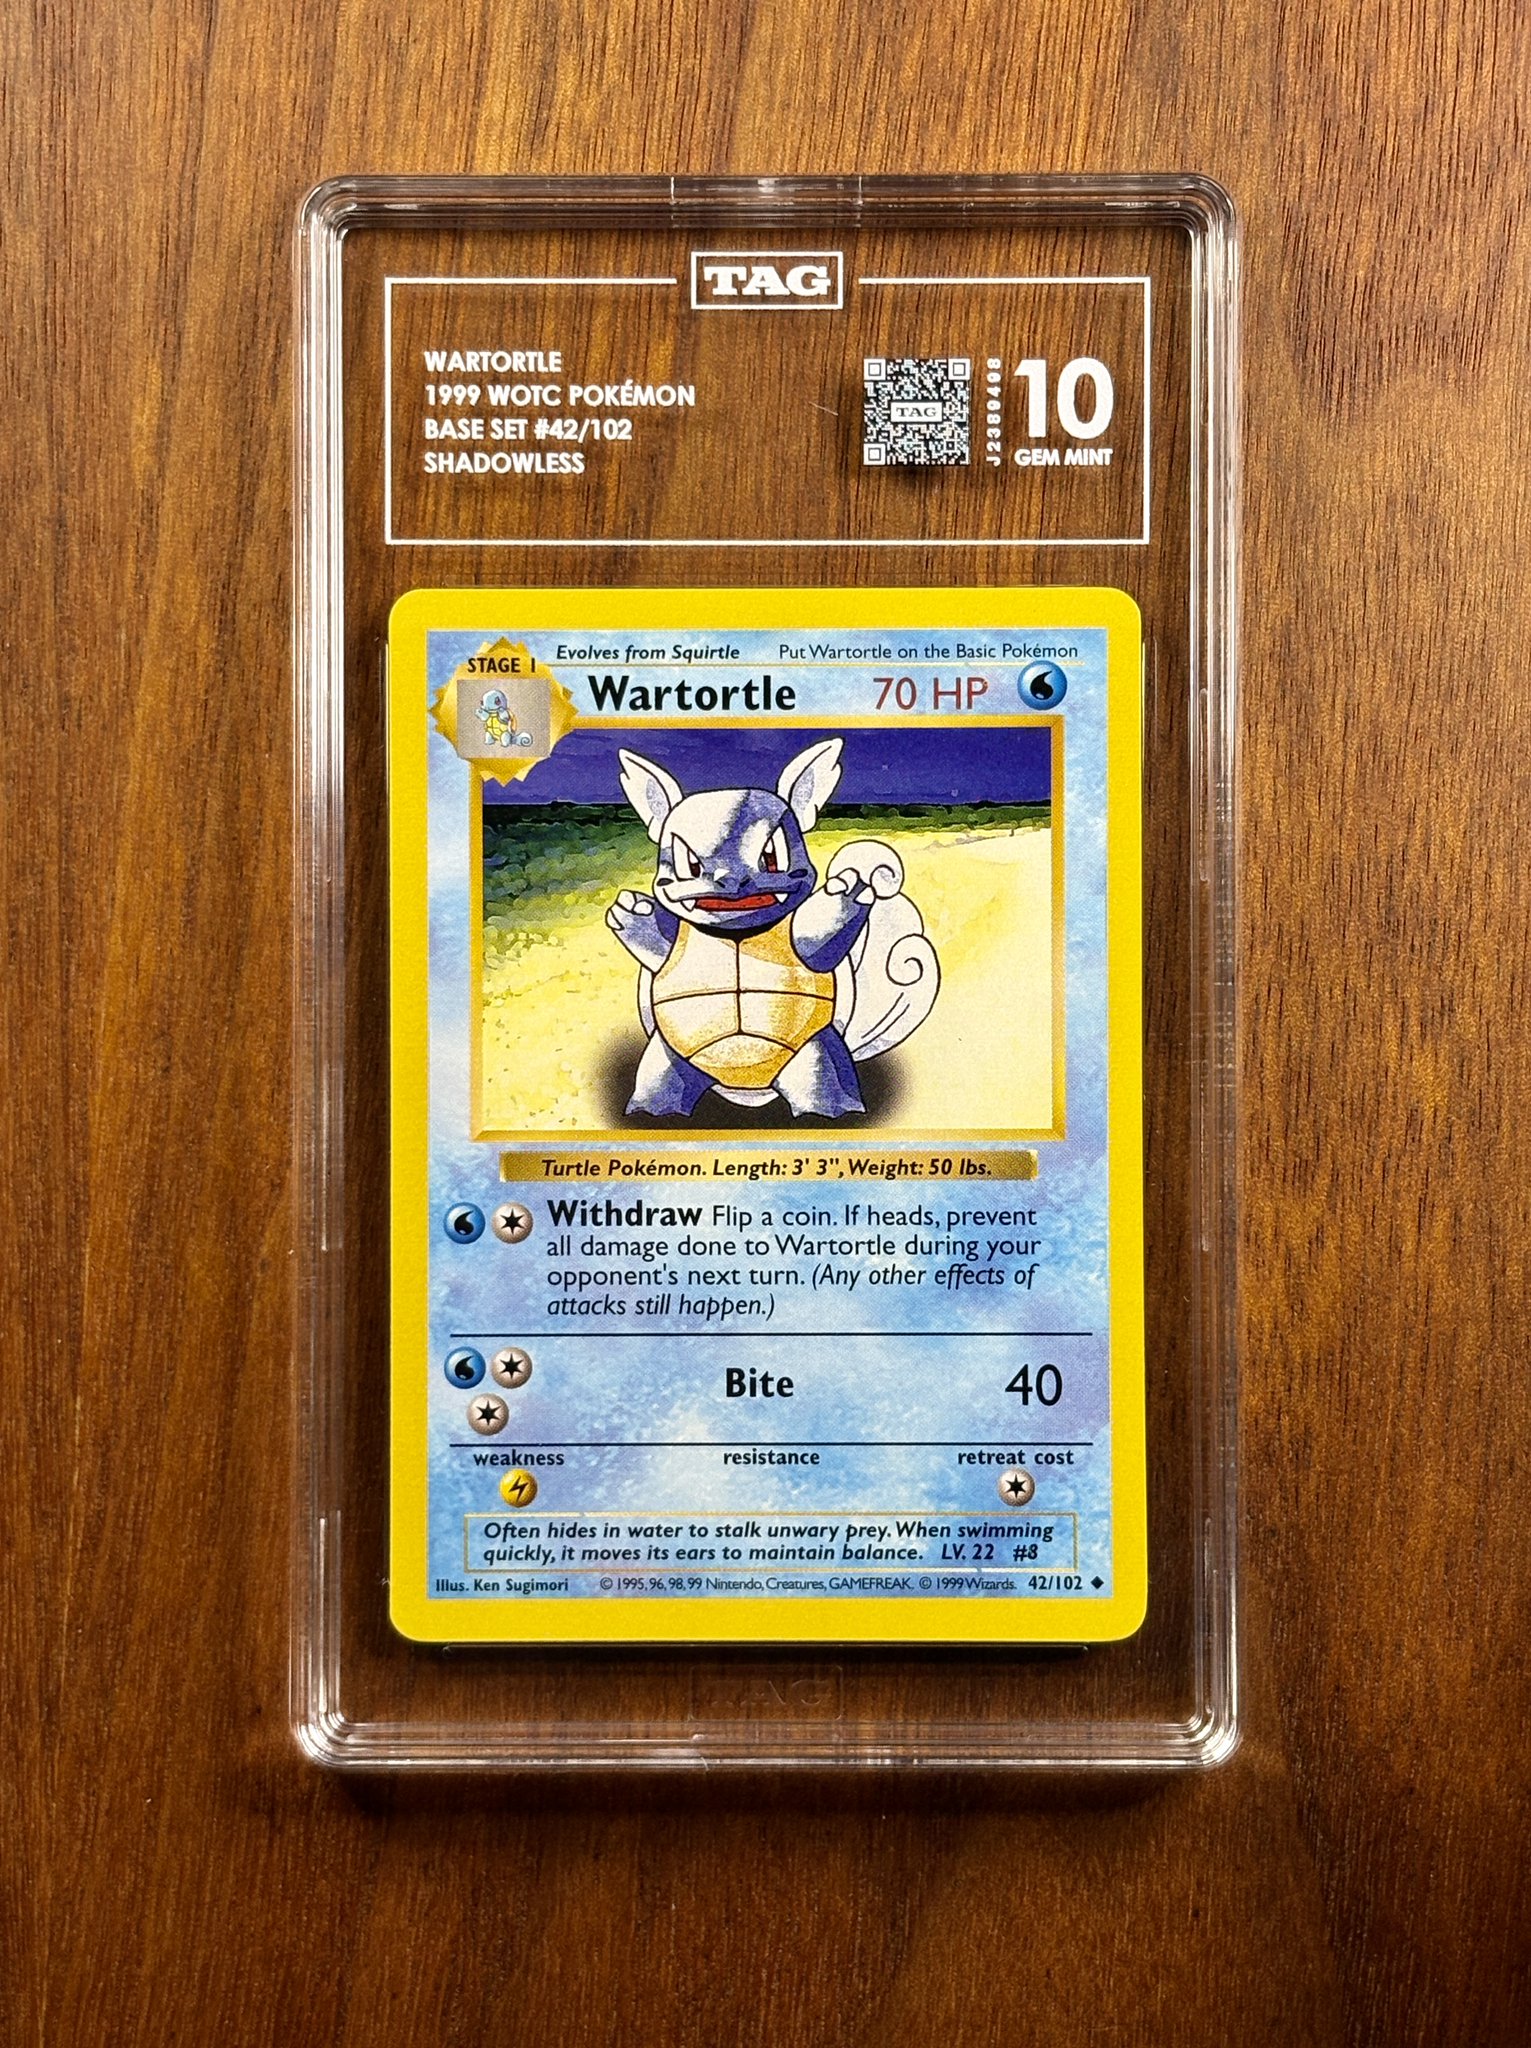 TAG
WARTORTLE
1999 WOTC POKÉMON
BASE SET #42/102
SHADOWLESS
TAG
J2389498
10
GEM MINT
STAGE 1
Evolves from Squirtle Put Wartortle on the Basic Pokémon
Wartortle 70 HP
Turtle Pokémon. Length: 3' 3", Weight: 50 lbs.
Withdraw Flip a coin. If heads, prevent
all damage done to Wartortle during your
opponent's next turn. (Any other effects of
attacks still happen.)
Bite 40
weakness resistance retreat cost
Often hides in water to stalk unwary prey. When swimming
quickly, it moves its ears to maintain balance. LV. 22 #8
Illus. Ken Sugimori © 1995, 96, 98, 99 Nintendo, Creatures, GAMEFREAK. © 1999 Wizards. 42/102
TAG